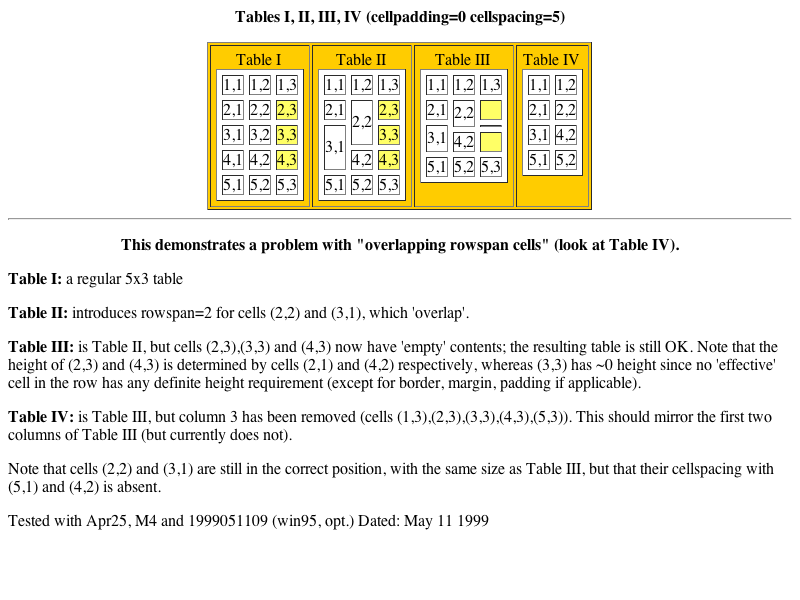 Tables I, II, III, IV (cellpadding=0 cellspacing=5)
Table I Table II Table III Table IV
1,1 1,2 1,3 1,1 1,2 1,3 1,1 1,2 1,3 1,1 1,2
2,1 2,2 2,3 2,1 2,2 2,3 2,1 2,2 2,1 2,2
3,1 3,2 3,3 3,1 3,3 3,1 4,2 3,1 4,2
4,1 4,2 4,3 4,2 4,3 5,1 5,2 5,3 5,1 5,2
5,1 5,2 5,3 5,1 5,2 5,3
This demonstrates a problem with "overlapping rowspan cells" (look at Table IV).
Table I: a regular 5x3 table
Table II: introduces rowspan=2 for cells (2,2) and (3,1), which 'overlap'.
Table III: is Table II, but cells (2,3),(3,3) and (4,3) now have 'empty' contents; the resulting table is still OK. Note that the
height of (2,3) and (4,3) is determined by cells (2,1) and (4,2) respectively, whereas (3,3) has ~0 height since no 'effective'
cell in the row has any definite height requirement (except for border, margin, padding if applicable).
Table IV: is Table III, but column 3 has been removed (cells (1,3),(2,3),(3,3),(4,3),(5,3)). This should mirror the first two
columns of Table III (but currently does not).
Note that cells (2,2) and (3,1) are still in the correct position, with the same size as Table III, but that their cellspacing with
(5,1) and (4,2) is absent.
Tested with Apr25, M4 and 1999051109 (win95, opt.) Dated: May 11 1999